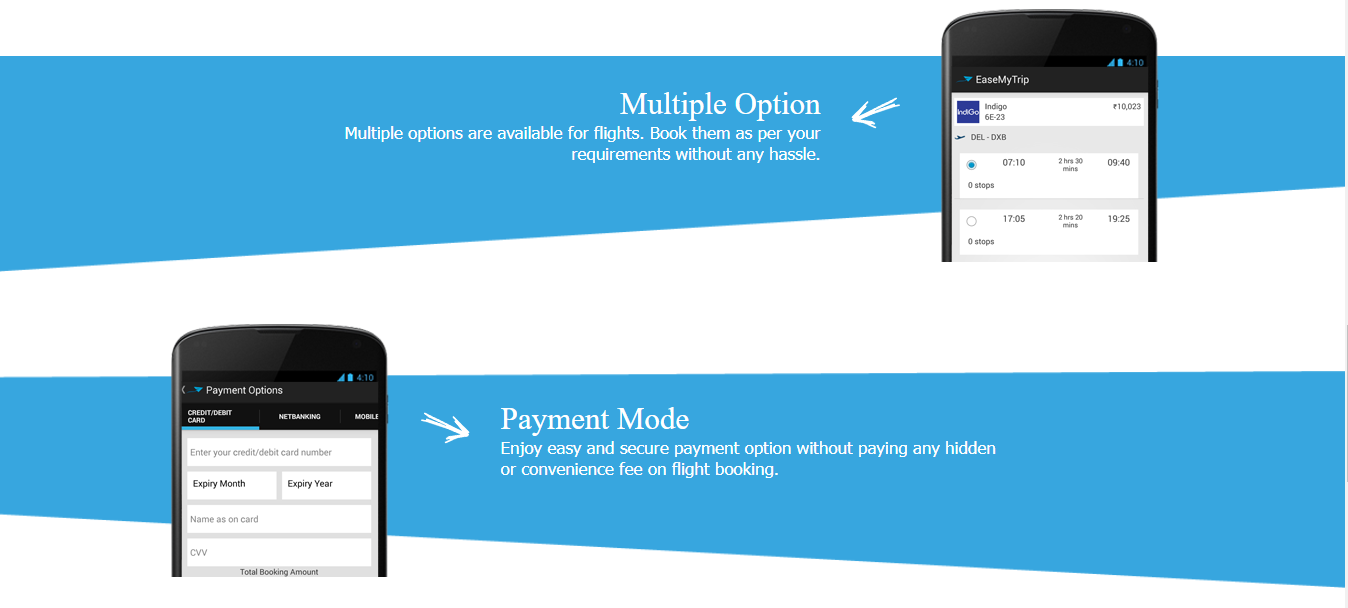 4:10
EaseMyTrip
IndiGo
Indigo
₹10,023
6E-23
DEL - DXB
07:10
2 hrs 30
mins
09:40
0 stops
17:05
2 hrs 20
mins
19:25
0 stops
Multiple Option
Multiple options are available for flights. Book them as per your
requirements without any hassle.
4:10
Payment Options
CREDIT/DEBIT
CARD
NETBANKING
MOBILE
Enter your credit/debit card number
Expiry Month
Expiry Year
Name as on card
CVV
Total Booking Amount
Payment Mode
Enjoy easy and secure payment option without paying any hidden
or convenience fee on flight booking.